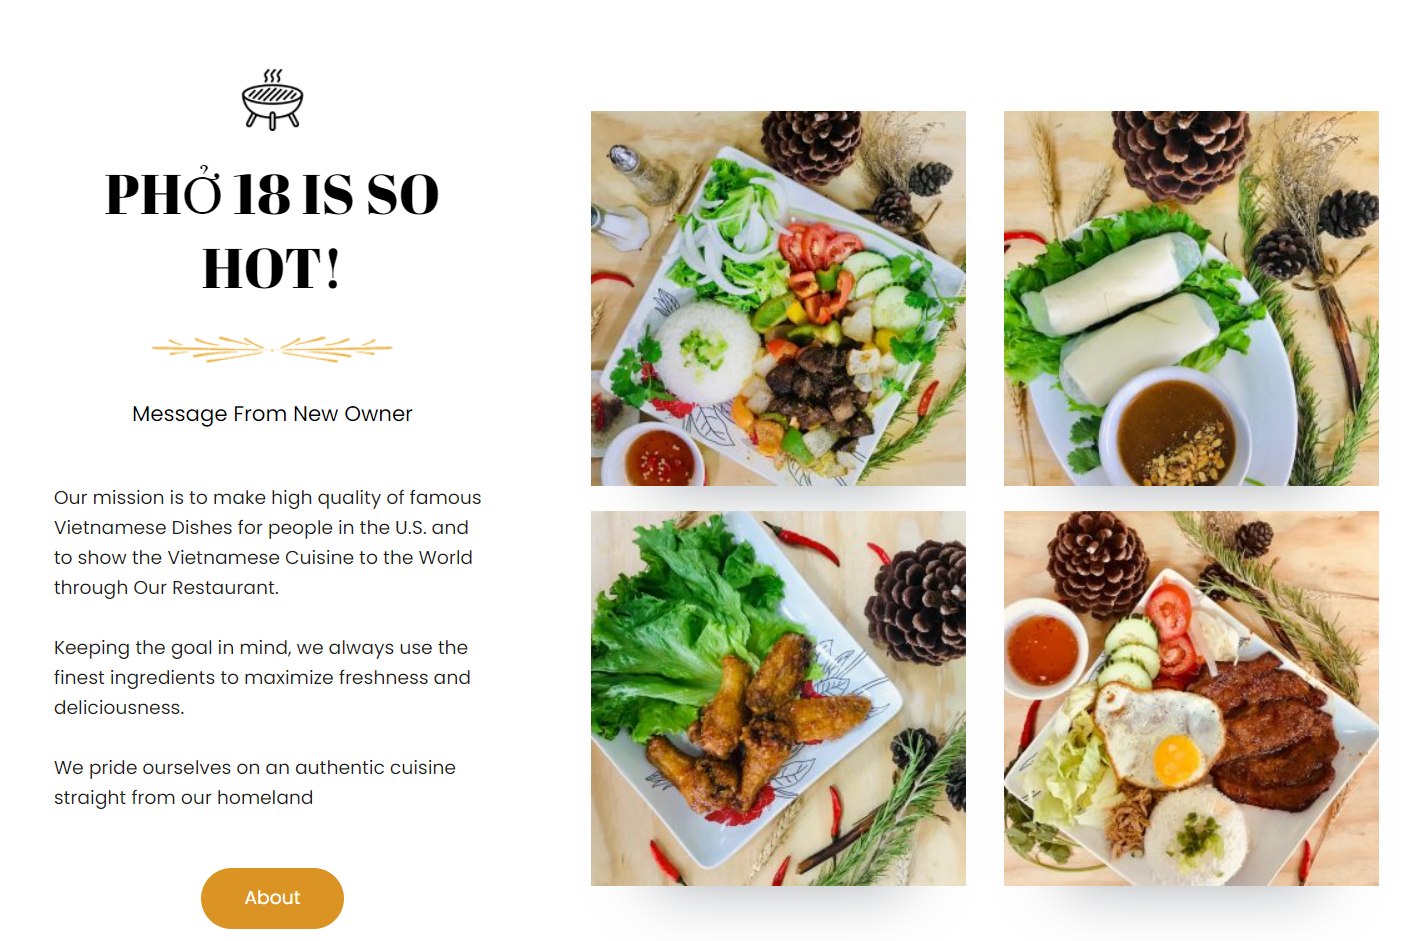 PHỞ 18 IS SO
HOT!
Message From New Owner
Our mission is to make high quality of famous
Vietnamese Dishes for people in the U.S. and
to show the Vietnamese Cuisine to the World
through Our Restaurant.
Keeping the goal in mind, we always use the
finest ingredients to maximize freshness and
deliciousness.
We pride ourselves on an authentic cuisine
straight from our homeland
About